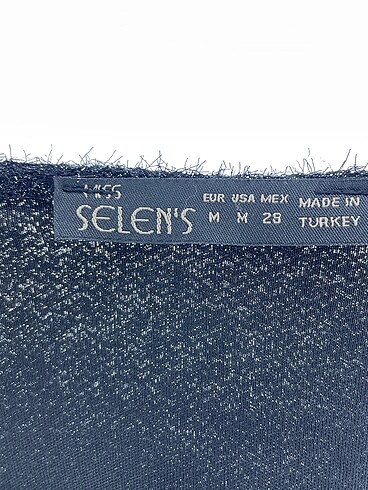 MISS
SELEN'S
EUR USA MEX
M M 28
MADE IN
TURKEY